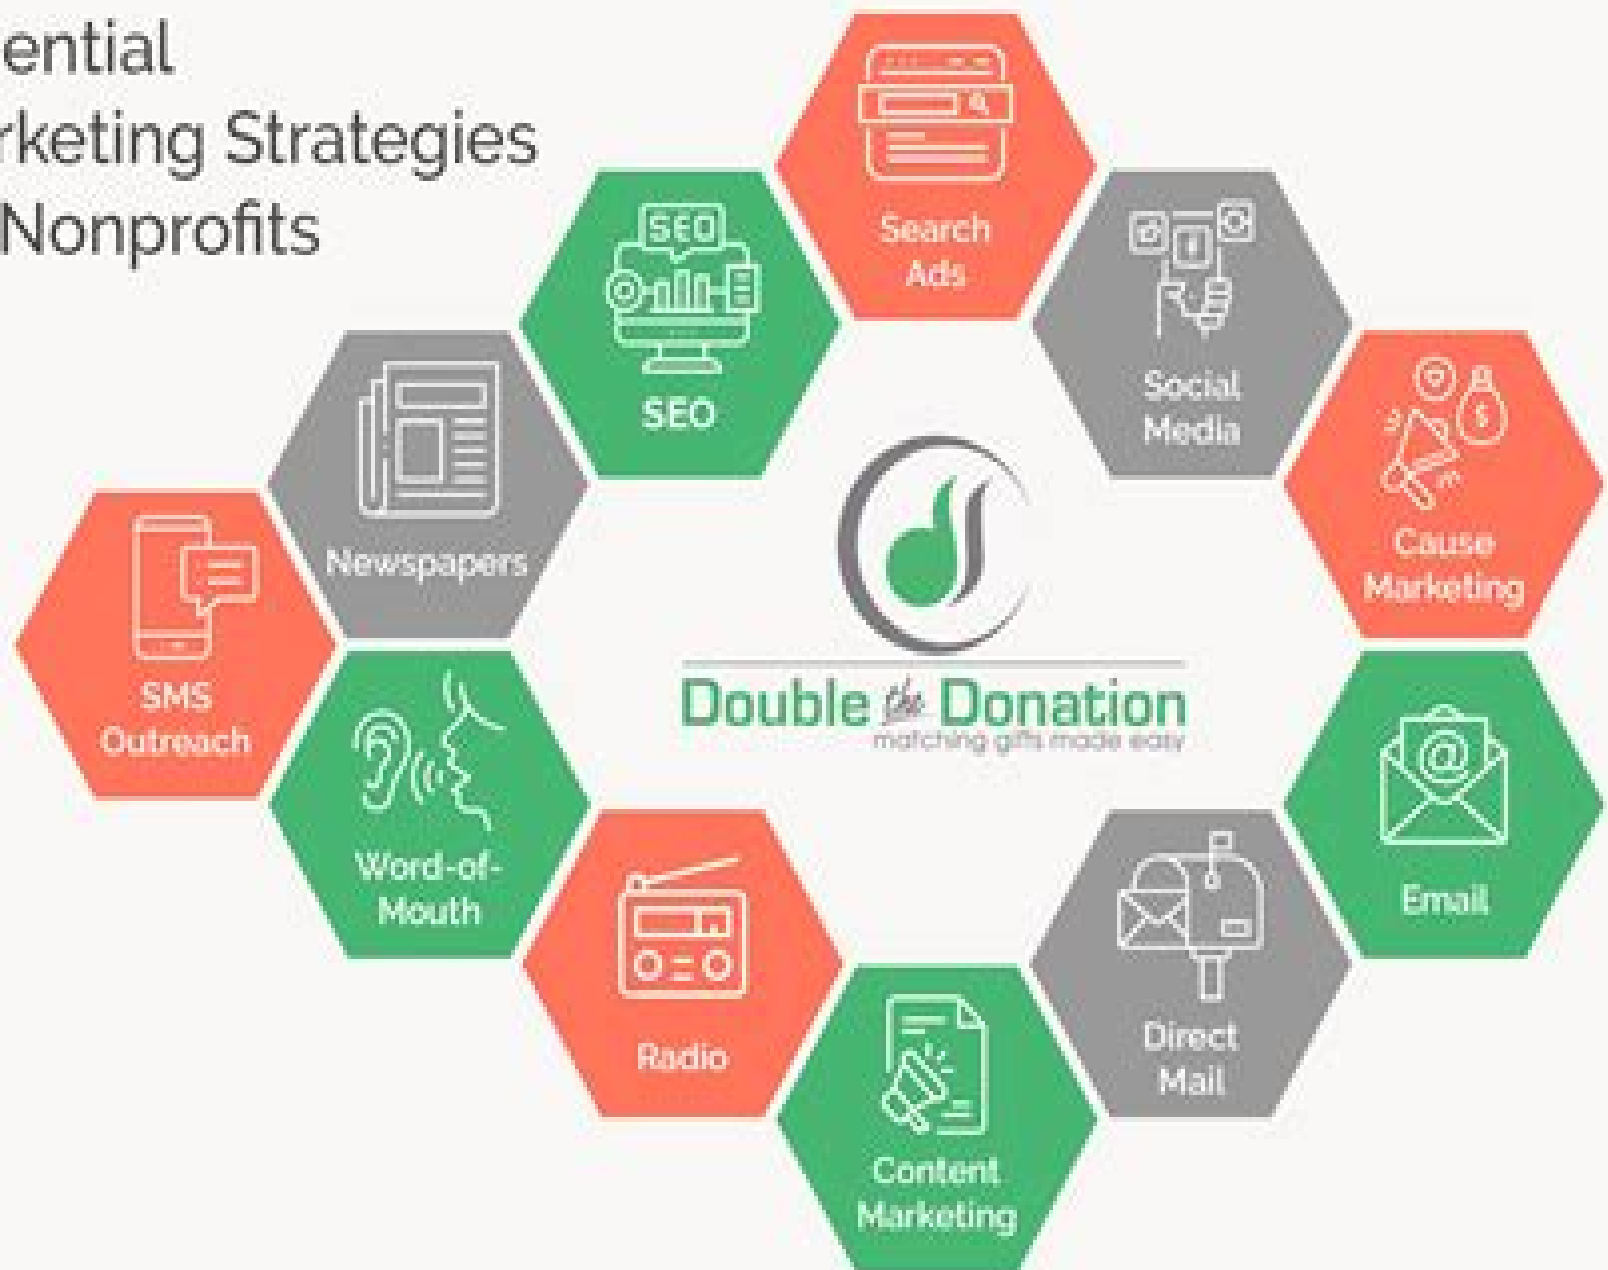 ential
rketing Strategies
Nonprofits
Search
Ads
SEO
SEO
Social
Media
Newspapers
Cause
Marketing
$
SMS
Outreach
Double the Donation
matching gifts made easy
Word-of-
Mouth
@
Email
Radio
Direct
Mail
Content
Marketing